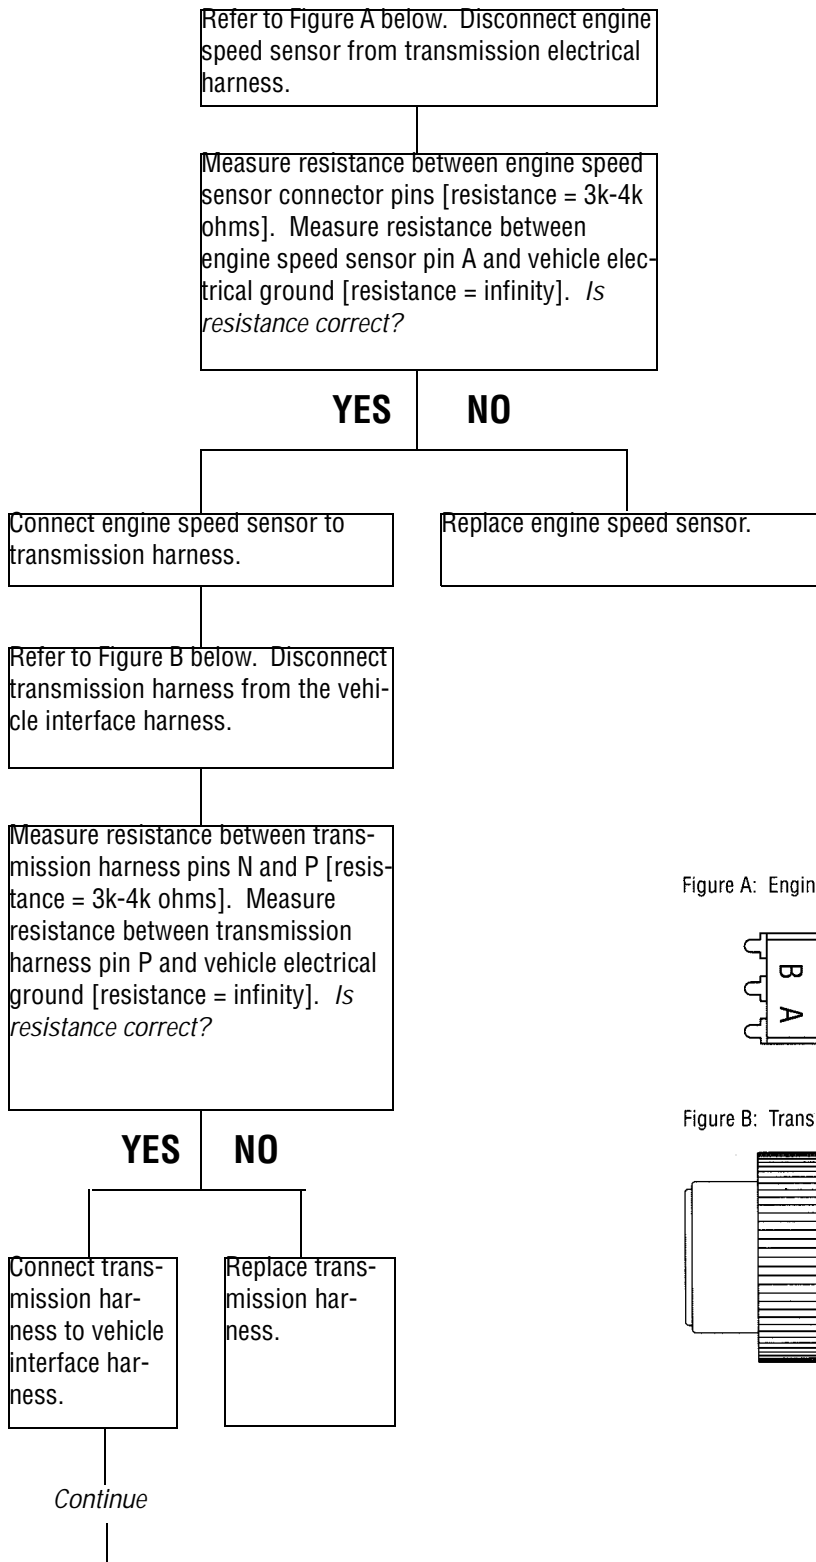 Refer to Figure A below. Disconnect engine
speed sensor from transmission electrical
harness.
Measure resistance between engine speed
sensor connector pins [resistance = 3k-4k
ohms]. Measure resistance between
engine speed sensor pin A and vehicle elec-
trical ground [resistance = infinity]. Is
resistance correct?
YES NO
Connect engine speed sensor to
transmission harness.
Replace engine speed sensor.
Refer to Figure B below. Disconnect
transmission harness from the vehi-
cle interface harness.
Measure resistance between trans-
mission harness pins N and P [resis-
tance = 3k-4k ohms]. Measure
resistance between transmission
harness pin P and vehicle electrical
ground [resistance = infinity]. Is
resistance correct?
Figure A: Engin
B
A
Figure B: Trans
YES NO
Connect trans-
mission har-
ness to vehicle
interface har-
ness.
Replace trans-
mission har-
ness.
Continue